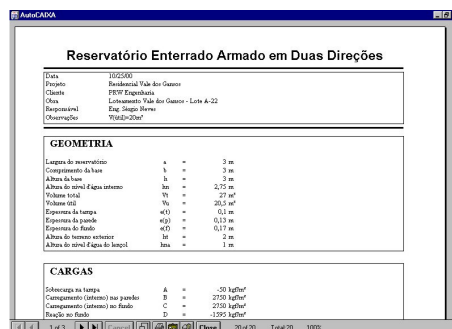 AutoCAIXA
Reservatório Enterrado Armado em Duas Direções
Data 10/25/00
Projeto Residencial Vale dos Gansos
Cliente PRW Engenharia
Obra Loteamento Vale dos Gansos - Lote A-22
Responsável Eng. Sérgio Neves
Observações V(útil)=20m³
GEOMETRIA
Largura do reservatório a = 3 m
Comprimento da base b = 3 m
Altura da base h = 3 m
Altura do nível d'água interno hn = 2,75 m
Volume total Vt = 27 m³
Volume útil Vu = 20,5 m³
Espessura da tampa e(t) = 0,1 m
Espessura da parede e(p) = 0,13 m
Espessura do fundo e(f) = 0,17 m
Altura do terreno exterior ht = 2 m
Altura do nível d'água do lençol hna = 1 m
CARGAS
Sobrecarga na tampa A = -50 kgf/m²
Carregamento (interno) nas paredes B = 2750 kgf/m²
Carregamento (interno) no fundo C = 2750 kgf/m²
Reação no fundo D = -1595 kgf/m²
1 of 3 Cancel Close 20 of 20 Total:20 100%